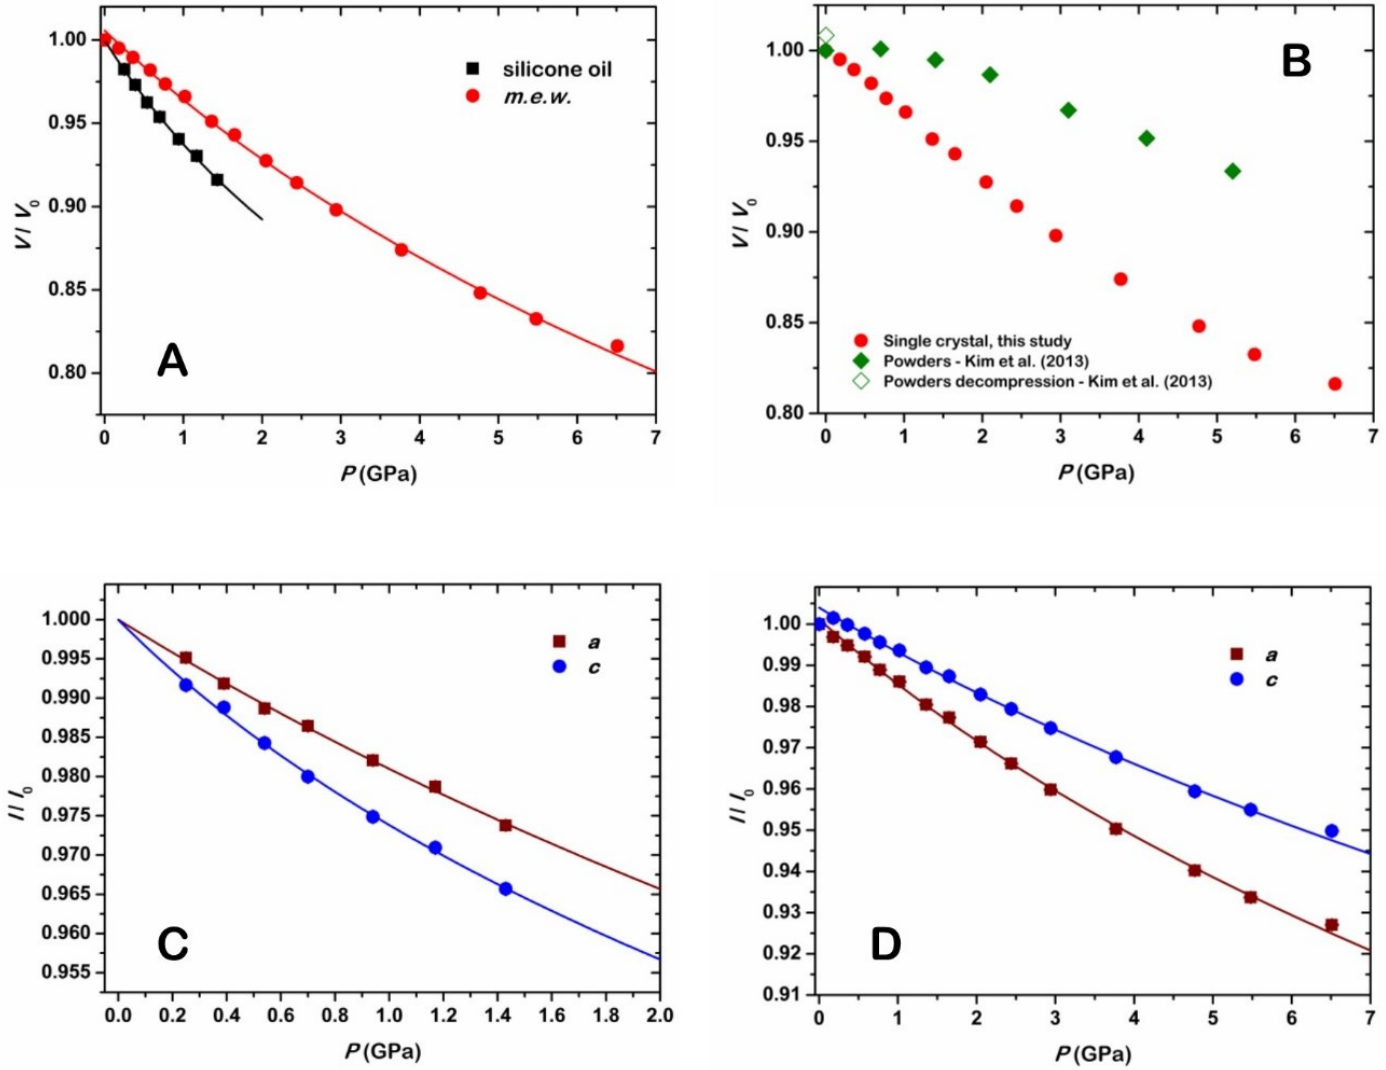 1.00
0.95
0.90
0.85
0.80
V / V0
silicone oil
m.e.w.
A
0 1 2 3 4 5 6 7
P (GPa)
1.00
0.95
0.90
0.85
0.80
V / V0
B
Single crystal, this study
Powders - Kim et al. (2013)
Powders decompression - Kim et al. (2013)
0 1 2 3 4 5 6 7
P (GPa)
1.000
0.995
0.990
0.985
0.980
0.975
0.970
0.965
0.960
0.955
l / l0
a
c
C
0.0 0.2 0.4 0.6 0.8 1.0 1.2 1.4 1.6 1.8 2.0
P (GPa)
1.00
0.99
0.98
0.97
0.96
0.95
0.94
0.93
0.92
0.91
l / l0
a
c
D
0 1 2 3 4 5 6 7
P (GPa)